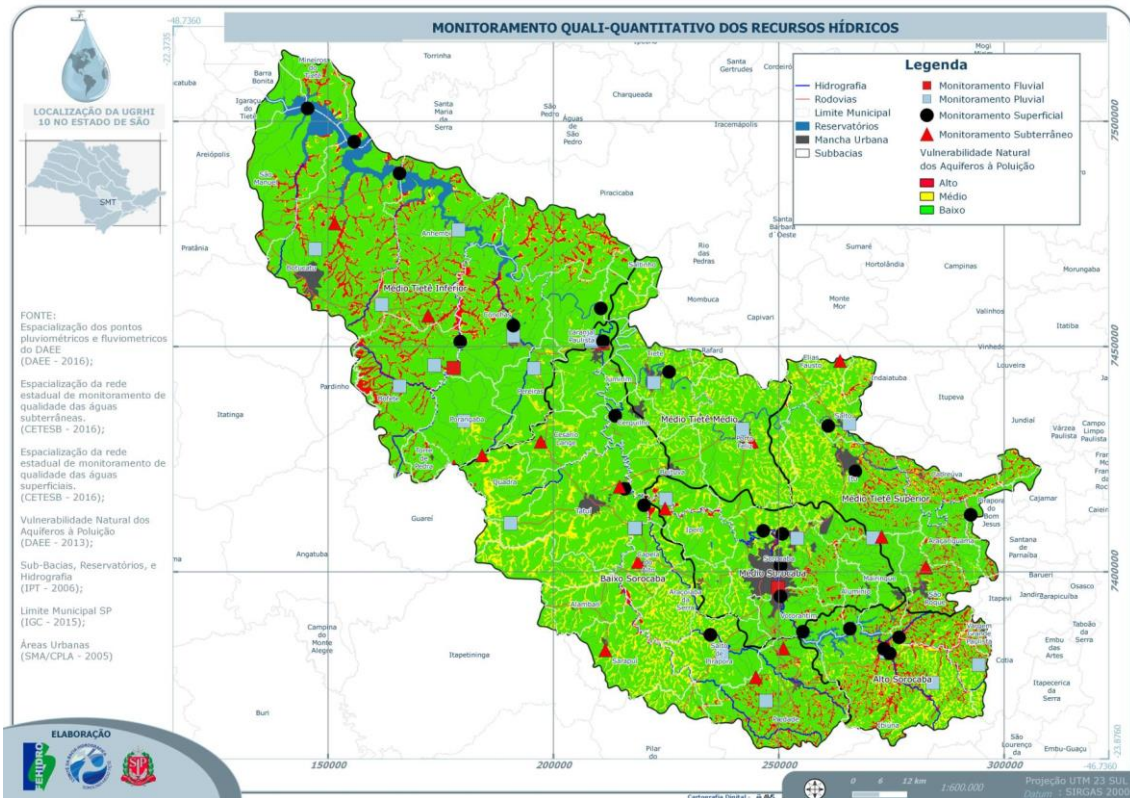 MONITORAMENTO QUALI-QUANTITATIVO DOS RECURSOS HÍDRICOS
-48.7360
-22.3735
LOCALIZAÇÃO DA UGRHI
10 NO ESTADO DE SÃO
SMT
FONTE:
Espacialização dos pontos
pluviométricos e fluviometricos
do DAEE
(DAEE - 2016);
Espacialização da rede
estadual de monitoramento de
qualidade das águas
subterrâneas.
(CETESB - 2016);
Espacialização da rede
estadual de monitoramento de
qualidade das águas
superficiais.
(CETESB - 2016);
Vulnerabilidade Natural dos
Aquíferos à Poluição
(DAEE - 2013);
Sub-Bacias, Reservatórios, e
Hidrografia
(IPT - 2006);
Limite Municipal SP
(IGC - 2015);
Áreas Urbanas
(SMA/CPLA - 2005)
ELABORAÇÃO
FEHIDRO
Legenda
Hidrografia
Rodovias
Limite Municipal
Reservatórios
Mancha Urbana
Subbacias
Monitoramento Fluvial
Monitoramento Pluvial
Monitoramento Superficial
Monitoramento Subterrâneo
Vulnerabilidade Natural
dos Aquíferos à Poluição
Alto
Médio
Baixo
Torrinha
Barra
Bonita
Mineiros
Igaraçu
do
Tietê
Santa
Maria
da
Serra
São
Pedro
Águas
de São
Pedro
Charqueada
Santa
Gertrudes
Iracemápolis
Mogi
7500000
Areiópolis
São
Manuel
Piracicaba
Pratânia
Anhembi
Botucatu
Médio Tietê Inferior
Saltinho
Rio
das
Pedras
Santa
Bárbara
d'Oeste
Sumaré
Hortolândia
Campinas
Morungaba
Mombuca
Capivari
Monte
Mor
Valinhos
Itatiba
Vinhedo
Laranjal
Paulista
Tietê
Rafard
Elias
Fausto
Indaiatuba
Louveira
7450000
Pardinho
Itatinga
Bofete
Porangaba
Pereiras
Cesário
Lange
Torre
de
Pedra
Médio Tietê Médio
Itupeva
Jundiaí
Várzea
Paulista
Campo
Limpo
Paulista
Itu
Médio Tietê Superior
Cajamar
Pirapora
do
Bom
Jesus
Santana
de
Parnaíba
Araçariguama
Quadra
Tatuí
Guareí
Angatuba
Iperó
Baixo Sorocaba
Médio Sorocaba
Mairinque
Alumínio
São
Roque
Barueri
Osasco
Itapevi
Jandira
Carapicuíba
7400000
Alambari
Araçoiaba
da
Serra
Votorantim
Vargem
Grande
Paulista
Cotia
Taboão
da Serra
Embu
das
Artes
Itapecerica
da
Serra
Campina
do Monte
Alegre
Itapetininga
Sarapuí
Salto
de
Pirapora
Piedade
Alto Sorocaba
Ibiúna
Buri
Pilar
do
São
Lourenço
da
Embu-Guaçu
-23.8760
-46.7360
150000
200000
250000
300000
0 6 12 km
1:600.000
Projeção UTM 23 SUL
Datum : SIRGAS 2000
Cartografia Digital -